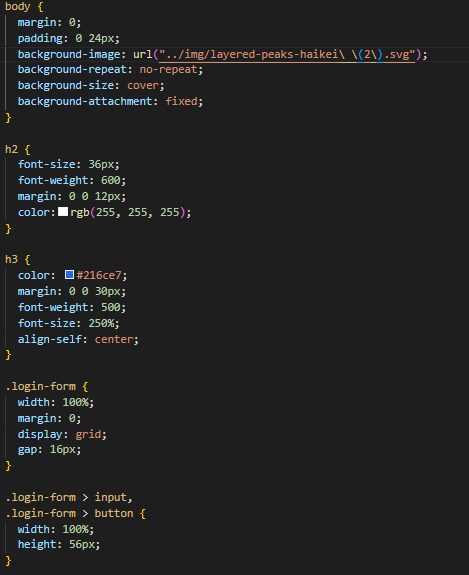 body {
  margin: 0;
  padding: 0 24px;
  background-image: url("../img/layered-peaks-haikei\ \(2\).svg");
  background-repeat: no-repeat;
  background-size: cover;
  background-attachment: fixed;
}

h2 {
  font-size: 36px;
  font-weight: 600;
  margin: 0 0 12px;
  color: rgb(255, 255, 255);
}

h3 {
  color: #216ce7;
  margin: 0 0 30px;
  font-weight: 500;
  font-size: 250%;
  align-self: center;
}

.login-form {
  width: 100%;
  margin: 0;
  display: grid;
  gap: 16px;
}

.login-form > input,
.login-form > button {
  width: 100%;
  height: 56px;
}